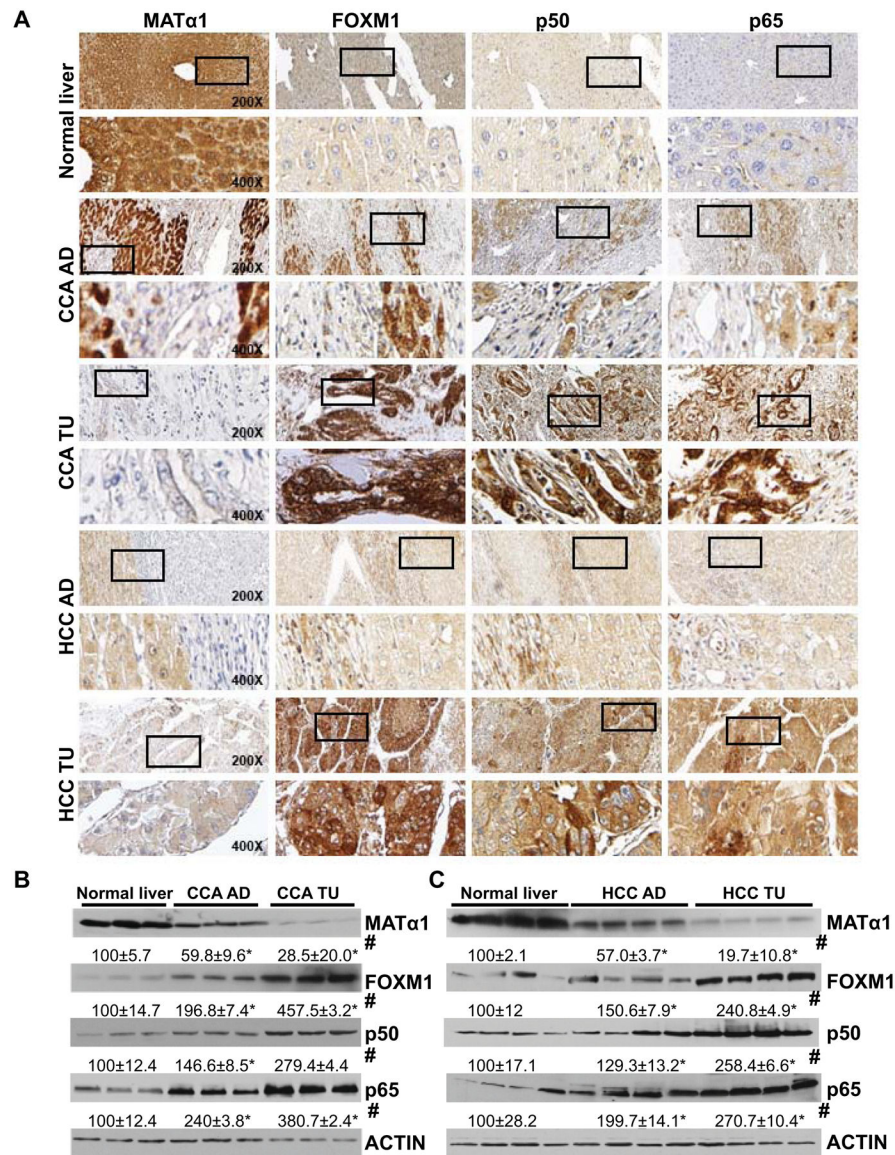 A
MATα1 FOXM1 p50 p65
Normal liver
200X
400X
CCA AD
200X
400X
CCA TU
200X
400X
HCC AD
200X
400X
HCC TU
200X
400X
B
Normal liver CCA AD CCA TU
MATα1
#
100±5.7 59.8±9.6* 28.5±20.0*
FOXM1
#
100±14.7 196.8±7.4* 457.5±3.2*
p50
#
100±12.4 146.6±8.5* 279.4±4.4
p65
#
100±12.4 240±3.8* 380.7±2.4*
ACTIN
C
Normal liver HCC AD HCC TU
MATα1
#
100±2.1 57.0±3.7* 19.7±10.8*
FOXM1
#
100±12 150.6±7.9* 240.8±4.9*
p50
#
100±17.1 129.3±13.2* 258.4±6.6*
p65
#
100±28.2 199.7±14.1* 270.7±10.4*
ACTIN